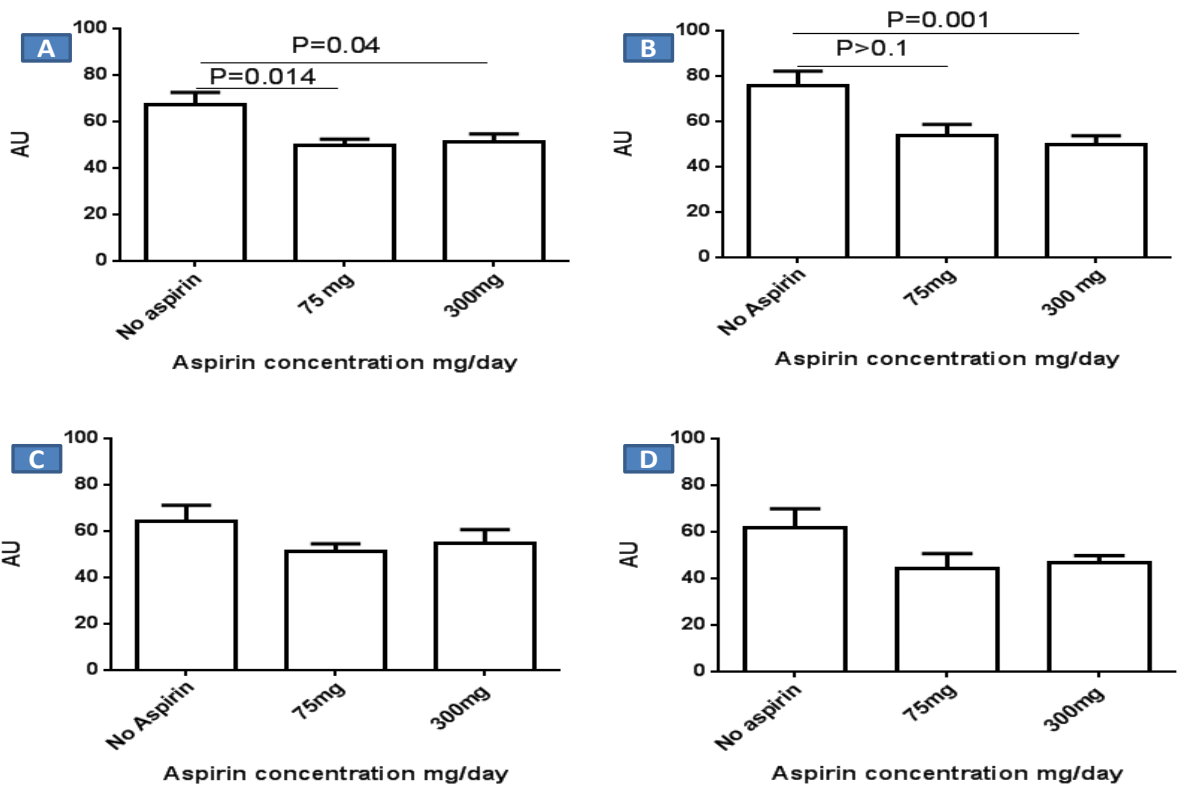 A
100
80
60
40
20
0
AU
P=0.04
P=0.014
No aspirin
75 mg
300mg
Aspirin concentration mg/day
B
100
80
60
40
20
0
AU
P=0.001
P>0.1
No Aspirin
75mg
300 mg
Aspirin concentration mg/day
C
100
80
60
40
20
0
AU
No Aspirin
75mg
300mg
Aspirin concentration mg/day
D
100
80
60
40
20
0
AU
No aspirin
75mg
300mg
Aspirin concentration mg/day